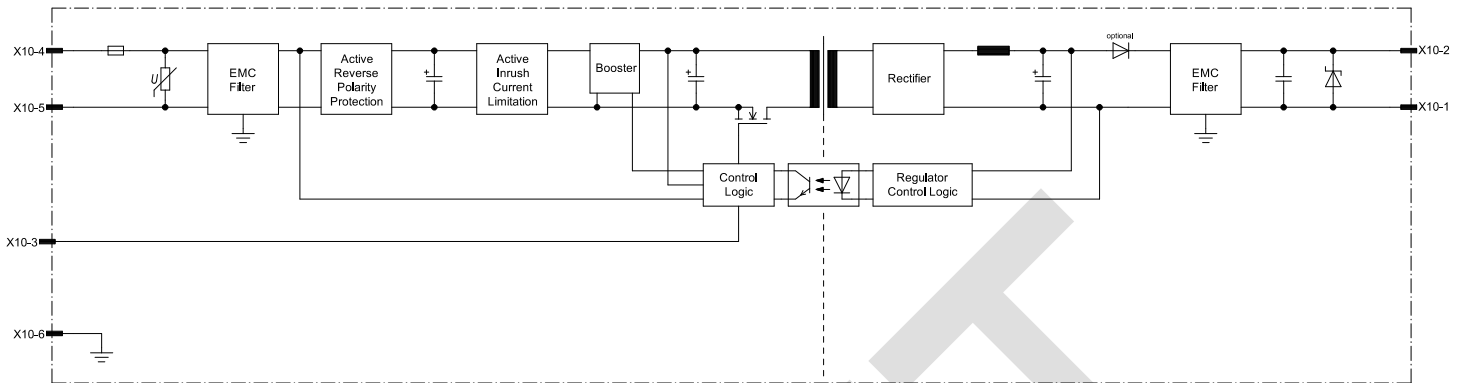 optional
X10-4
X10-2
EMC
Filter
Active
Reverse
Polarity
Protection
Active
Inrush
Current
Limitation
Booster
Rectifier
EMC
Filter
U
+
+
+
X10-5
X10-1
Control
Logic
Regulator
Control Logic
X10-3
X10-6